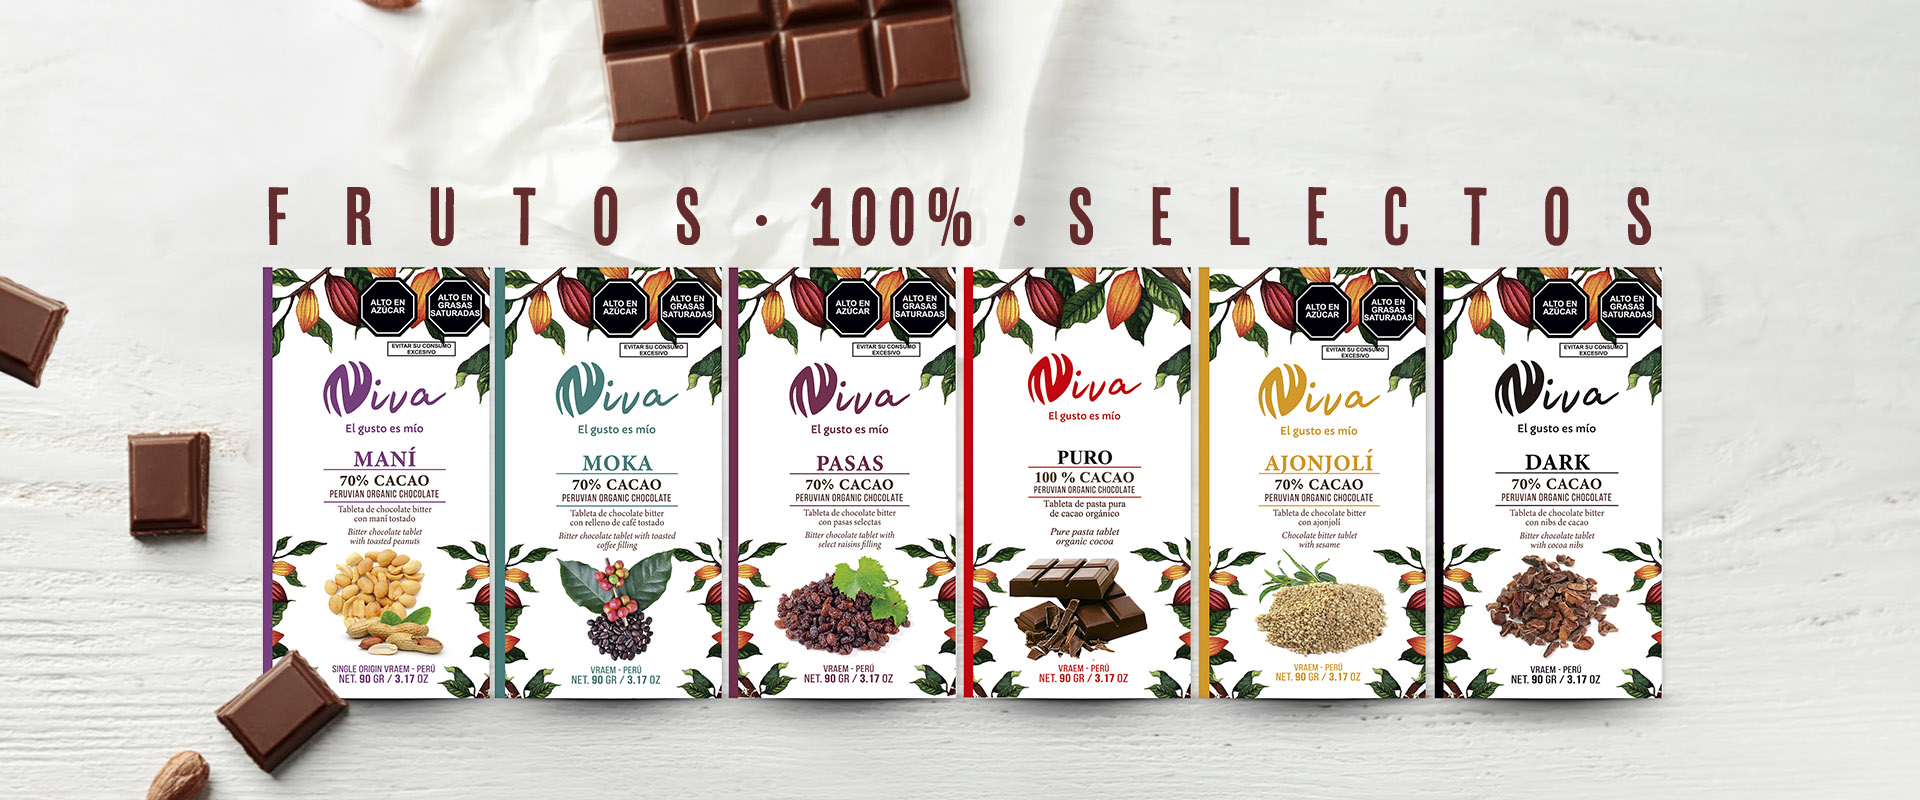 FRUTOS · 100% · SELECTOS
ALTO EN
AZÚCAR
ALTO EN
GRASAS
SATURADAS
EVITAR SU CONSUMO
EXCESIVO
Niva
El gusto es mío
MANÍ
70% CACAO
PERUVIAN ORGANIC CHOCOLATE
Tableta de chocolate bitter
con maní tostado
Bitter chocolate tablet
with toasted peanuts
SINGLE ORIGIN VRAEM - PERÚ
NET. 90 GR / 3.17 OZ
ALTO EN
AZÚCAR
ALTO EN
GRASAS
SATURADAS
EVITAR SU CONSUMO
EXCESIVO
Niva
El gusto es mío
MOKA
70% CACAO
PERUVIAN ORGANIC CHOCOLATE
Tableta de chocolate bitter
con relleno de café tostado
Bitter chocolate tablet with toasted
coffee filling
VRAEM - PERÚ
NET. 90 GR / 3.17 OZ
ALTO EN
AZÚCAR
ALTO EN
GRASAS
SATURADAS
EVITAR SU CONSUMO
EXCESIVO
Niva
El gusto es mío
PASAS
70% CACAO
PERUVIAN ORGANIC CHOCOLATE
Tableta de chocolate bitter
con pasas selectas
Bitter chocolate tablet with
select raisins filling
VRAEM - PERÚ
NET. 90 GR / 3.17 OZ
Niva
El gusto es mío
PURO
100 % CACAO
PERUVIAN ORGANIC CHOCOLATE
Tableta de pasta pura
de cacao orgánico
Pure pasta tablet
organic cocoa
VRAEM - PERÚ
NET. 90 GR / 3.17 OZ
ALTO EN
AZÚCAR
ALTO EN
GRASAS
SATURADAS
EVITAR SU CONSUMO
EXCESIVO
Niva
El gusto es mío
AJONJOLÍ
70% CACAO
PERUVIAN ORGANIC CHOCOLATE
Tableta de chocolate bitter
con ajonjolí
Chocolate bitter tablet
with sesame
VRAEM - PERÚ
NET. 90 GR / 3.17 OZ
ALTO EN
AZÚCAR
ALTO EN
GRASAS
SATURADAS
EVITAR SU CONSUMO
EXCESIVO
Niva
El gusto es mío
DARK
70% CACAO
PERUVIAN ORGANIC CHOCOLATE
Tableta de chocolate bitter
con nibs de cacao
Bitter chocolate tablet
with cocoa nibs
VRAEM - PERÚ
NET. 90 GR / 3.17 OZ